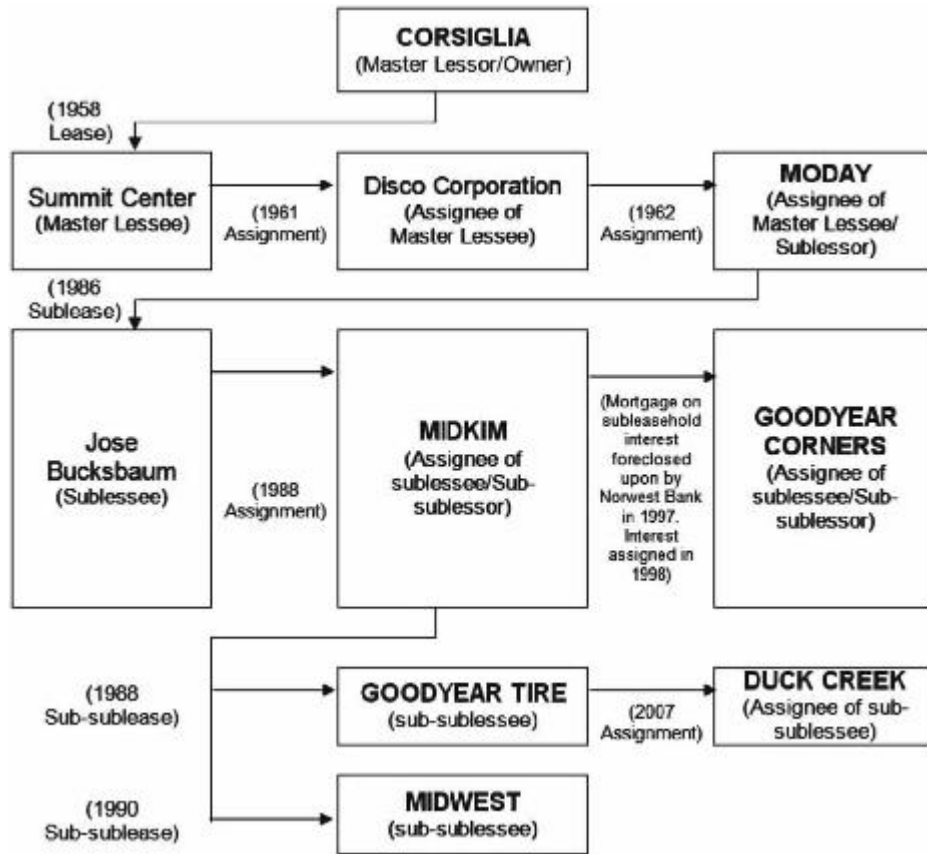 CORSIGLIA
(Master Lessor/Owner)
(1958
Lease)
Summit Center
(Master Lessee)
(1961
Assignment)
Disco Corporation
(Assignee of
Master Lessee)
(1962
Assignment)
MODAY
(Assignee of
Master Lessee/
Sublessor)
(1986
Sublease)
Jose
Bucksbaum
(Sublessee)
(1988
Assignment)
MIDKIM
(Assignee of
sublessee/Sub-
sublessor)
(Mortgage on
subleasehold
interest
foreclosed
upon by
Norwest Bank
in 1997.
Interest
assigned in
1998)
GOODYEAR
CORNERS
(Assignee of
sublessee/Sub-
sublessor)
(1988
Sub-sublease)
GOODYEAR TIRE
(sub-sublessee)
(2007
Assignment)
DUCK CREEK
(Assignee of sub-
sublessee)
(1990
Sub-sublease)
MIDWEST
(sub-sublessee)